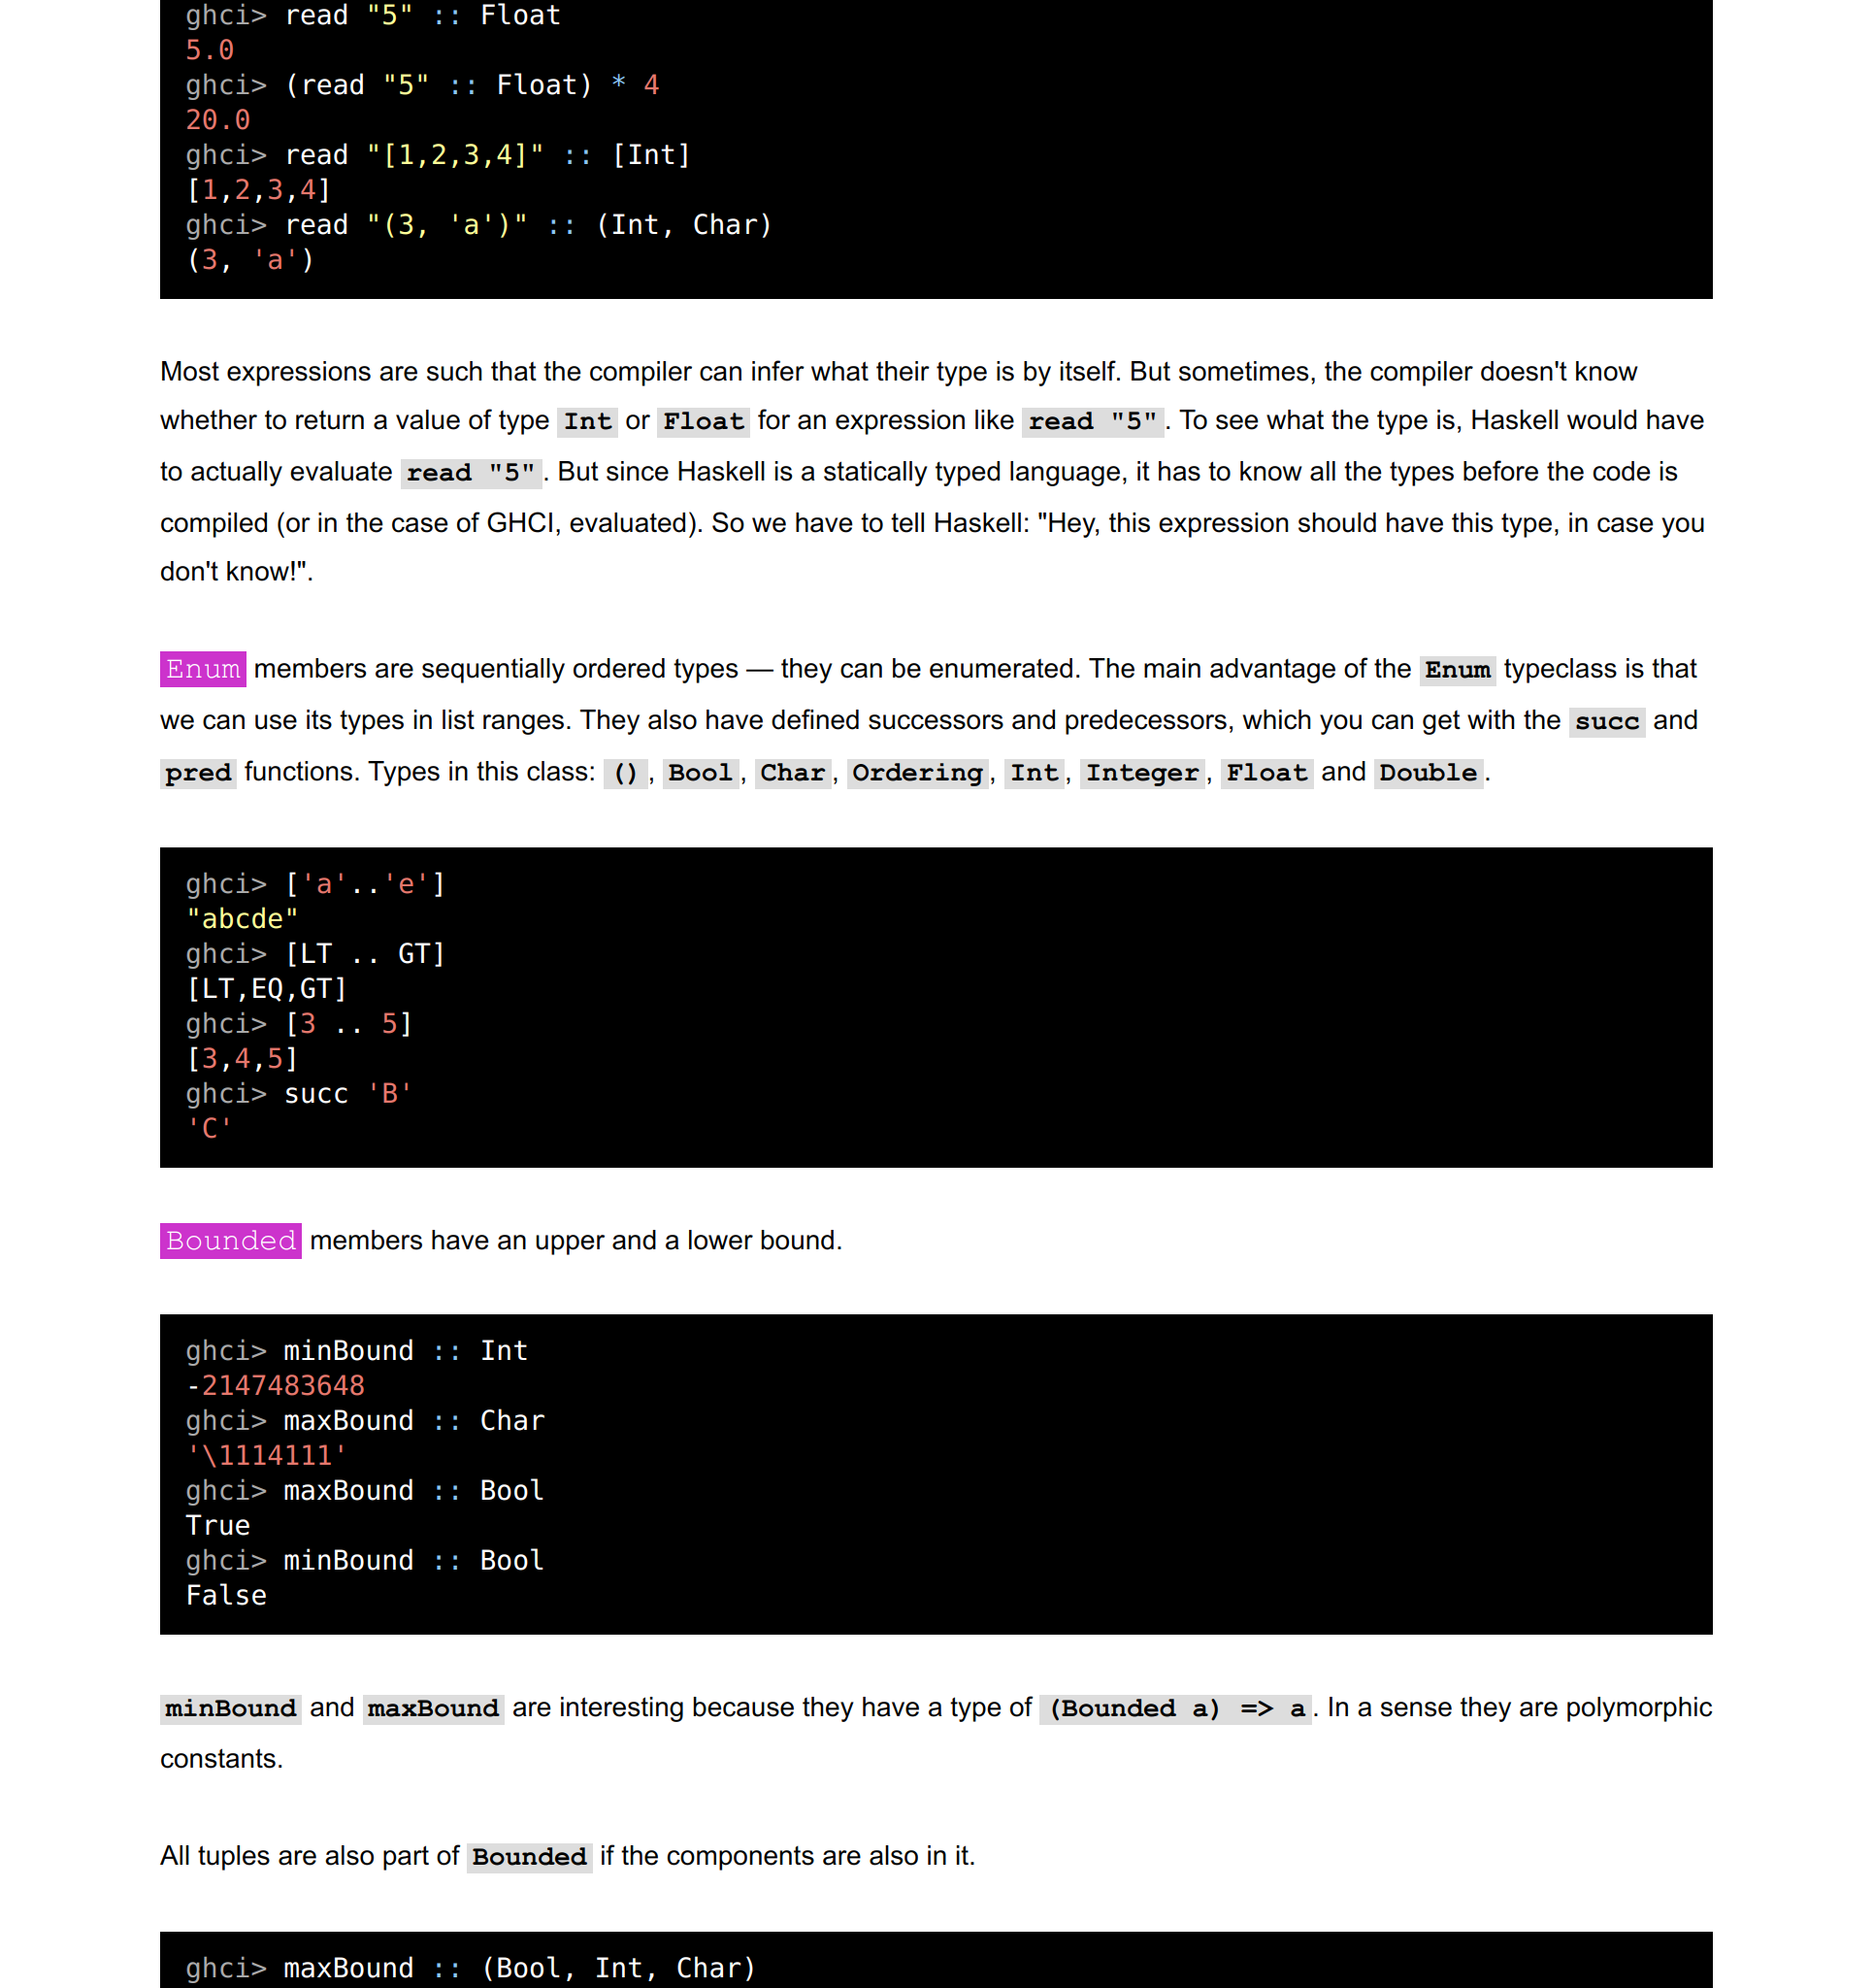 ghci> read "5" :: Float
5.0
ghci> (read "5" :: Float) * 4
20.0
ghci> read "[1,2,3,4]" :: [Int]
[1,2,3,4]
ghci> read "(3, 'a')" :: (Int, Char)
(3, 'a')
Most expressions are such that the compiler can infer what their type is by itself. But sometimes, the compiler doesn't know
whether to return a value of type Int or Float for an expression like read "5". To see what the type is, Haskell would have
to actually evaluate read "5". But since Haskell is a statically typed language, it has to know all the types before the code is
compiled (or in the case of GHCI, evaluated). So we have to tell Haskell: "Hey, this expression should have this type, in case you
don't know!".
Enum members are sequentially ordered types — they can be enumerated. The main advantage of the Enum typeclass is that
we can use its types in list ranges. They also have defined successors and predecessors, which you can get with the succ and
pred functions. Types in this class: (), Bool, Char, Ordering, Int, Integer, Float and Double.
ghci> ['a'..'e']
"abcde"
ghci> [LT .. GT]
[LT,EQ,GT]
ghci> [3 .. 5]
[3,4,5]
ghci> succ 'B'
'C'
Bounded members have an upper and a lower bound.
ghci> minBound :: Int
-2147483648
ghci> maxBound :: Char
'\1114111'
ghci> maxBound :: Bool
True
ghci> minBound :: Bool
False
minBound and maxBound are interesting because they have a type of (Bounded a) => a. In a sense they are polymorphic
constants.
All tuples are also part of Bounded if the components are also in it.
ghci> maxBound :: (Bool, Int, Char)